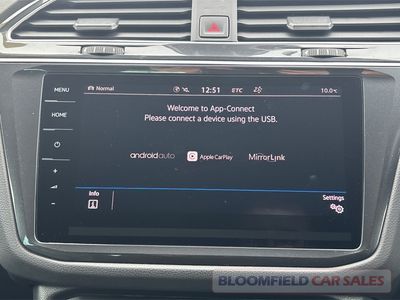 MENU
Normal
12:51
ETC
10.0°c
HOME
Welcome to App-Connect
Please connect a device using the USB.
androidauto
Apple CarPlay
MirrorLink
+
-
Info
Settings
BLOOMFIELD CAR SALES